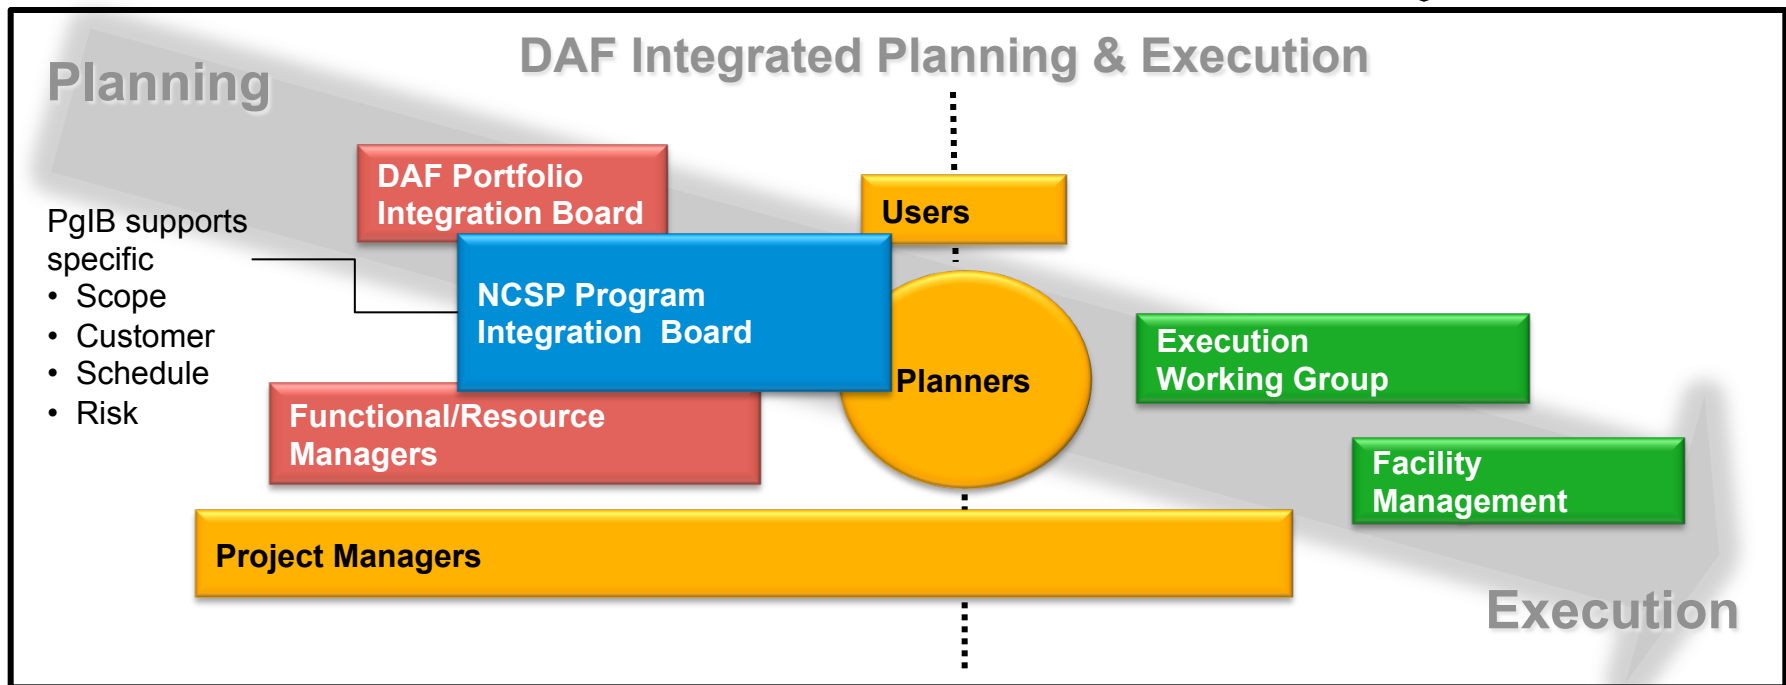 DAF Integrated Planning & Execution
Planning
DAF Portfolio
Integration Board
Users
PgIB supports
specific
• Scope
• Customer
• Schedule
• Risk
NCSP Program
Integration  Board
Planners
Execution
Working Group
Functional/Resource
Managers
Facility
Management
Project Managers
Execution